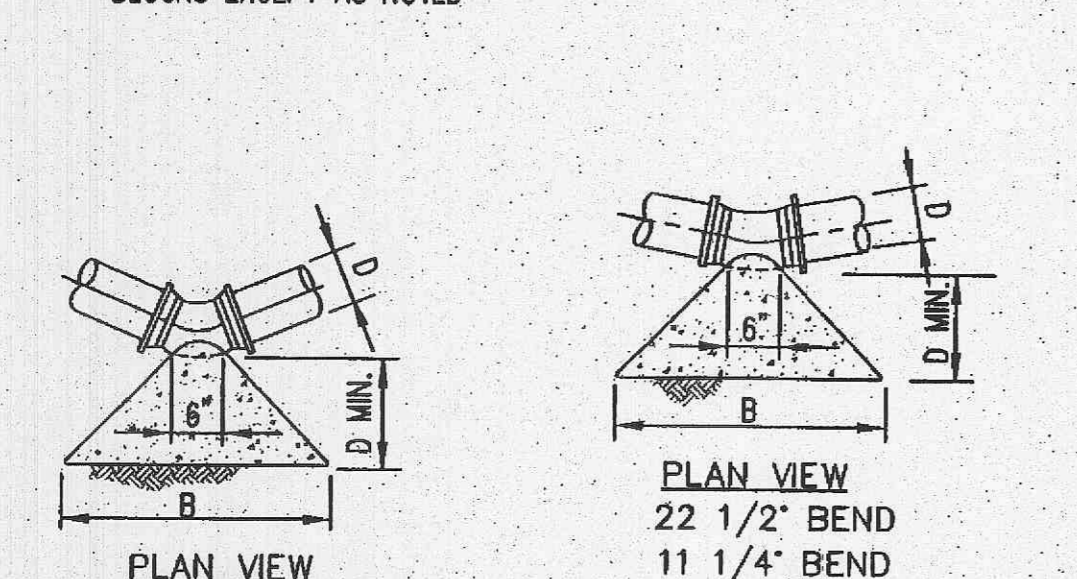 D
D
6"
D MIN.
6"
D MIN.
B
B
PLAN VIEW
PLAN VIEW
22 1/2° BEND
11 1/4° BEND